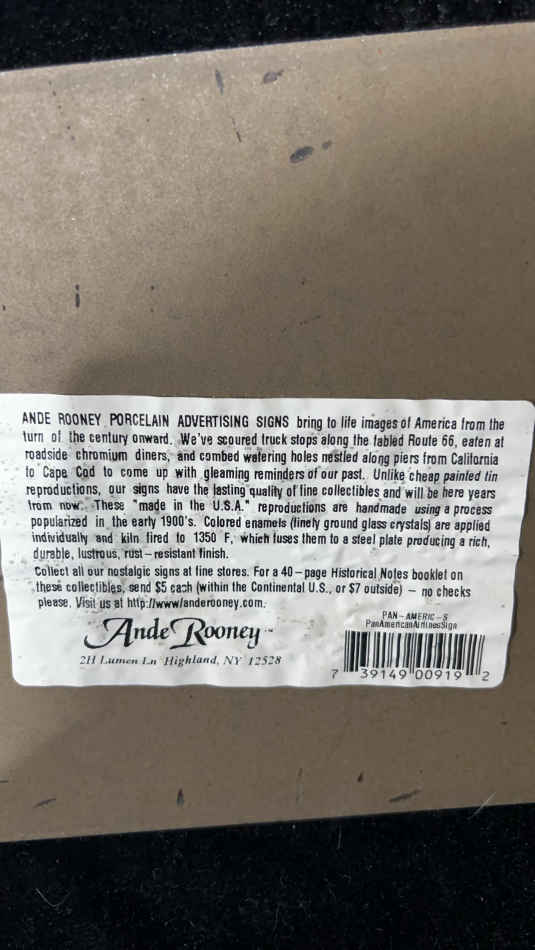 ANDE ROONEY PORCELAIN ADVERTISING SIGNS bring to life images of America from the
turn of the century onward. We've scoured truck stops along the fabled Route 66, eaten at
roadside chromium diners, and combed watering holes nestled along piers from California
to Cape Cod to come up with gleaming reminders of our past. Unlike cheap painted tin
reproductions, our signs have the lasting quality of fine collectibles and will be here years
from now. These "made in the U.S.A." reproductions are handmade using a process
popularized in the early 1900's. Colored enamels (finely ground glass crystals) are applied
individually and kiln fired to 1350 F, which fuses them to a steel plate producing a rich,
durable, lustrous, rust-resistant finish.
Collect all our nostalgic signs at fine stores. For a 40-page Historical Notes booklet on
these collectibles, send $5 cash (within the Continental U.S., or $7 outside) - no checks
please. Visit us at http://www/anderooney.com.
PAN-AMERIC-S
PanAmericanAirlinesSign
Ande Rooney™
2H Lumen Ln Highland, NY 12528
7 39149 00919 2